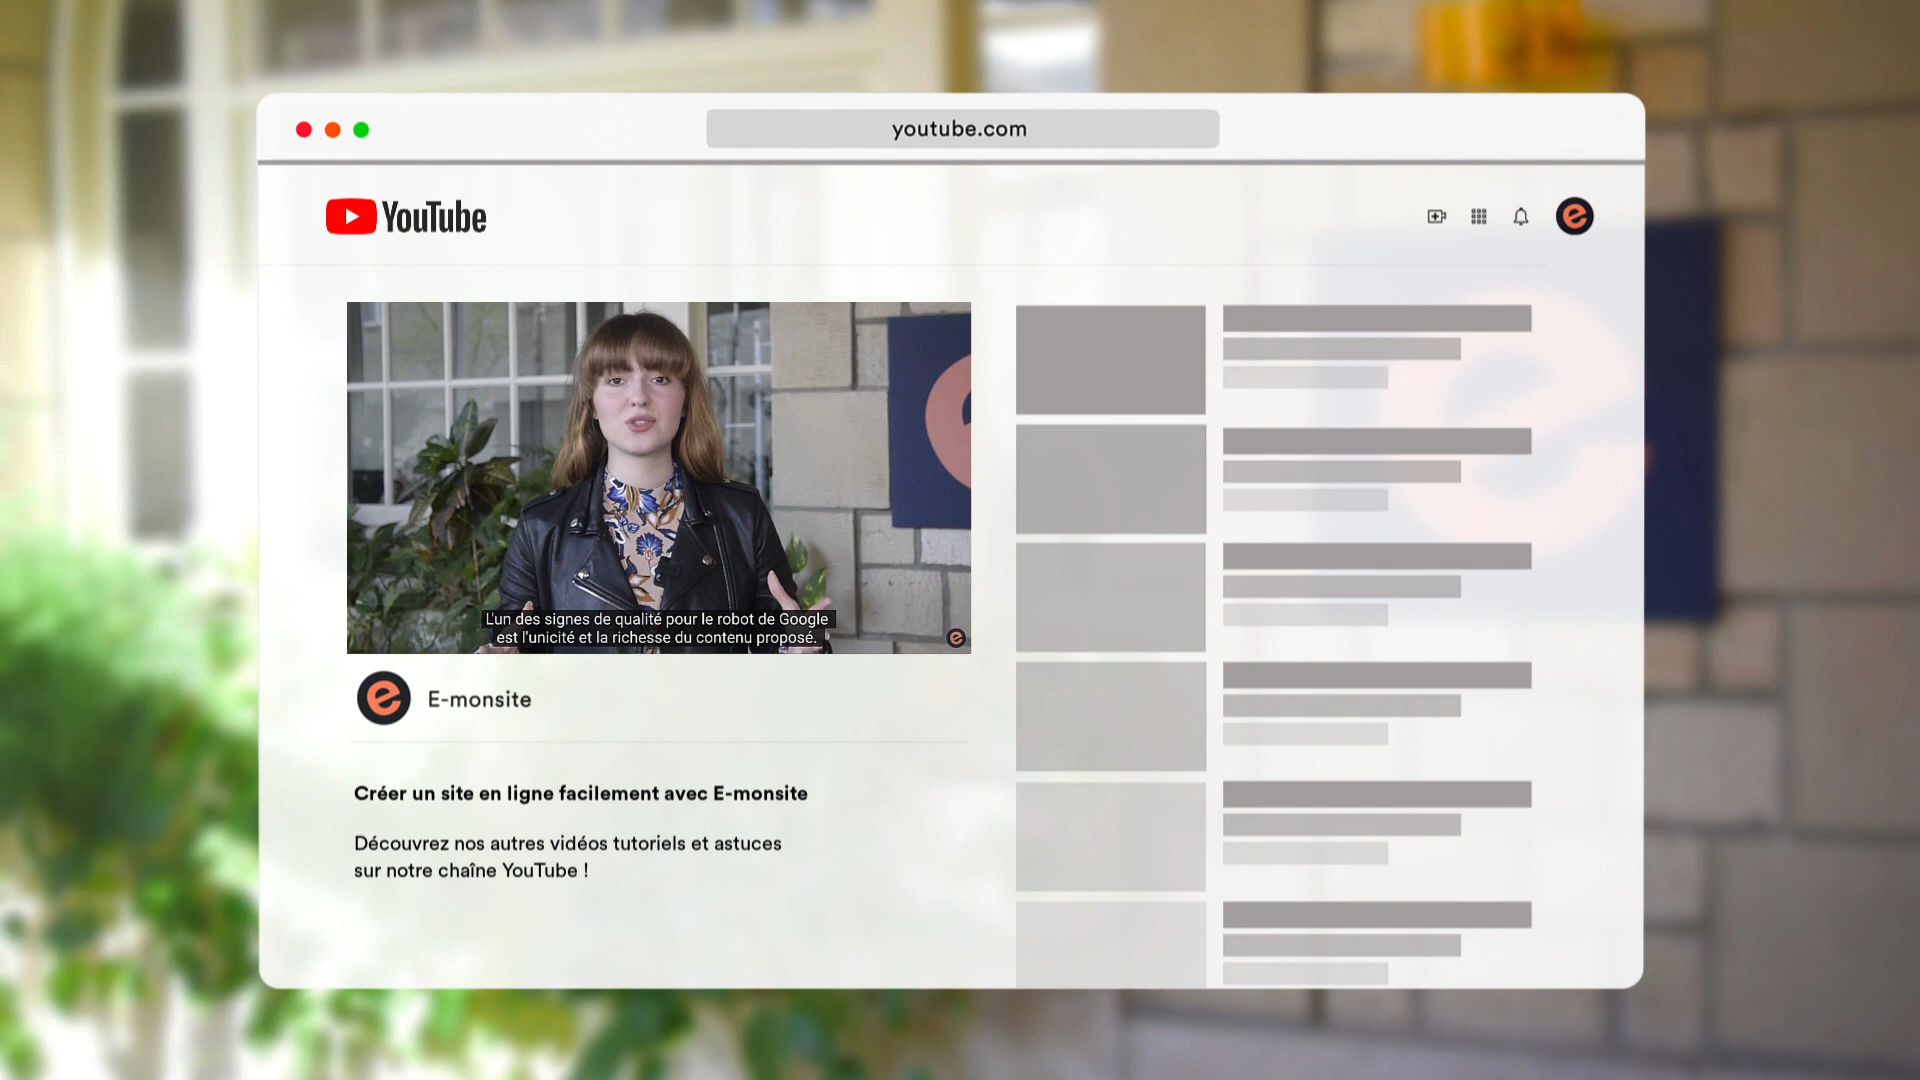 youtube.com
YouTube
L'un des signes de qualité pour le robot de Google
est l'unicité et la richesse du contenu proposé.
E-monsite
Créer un site en ligne facilement avec E-monsite
Découvrez nos autres vidéos tutoriels et astuces
sur notre chaîne YouTube !